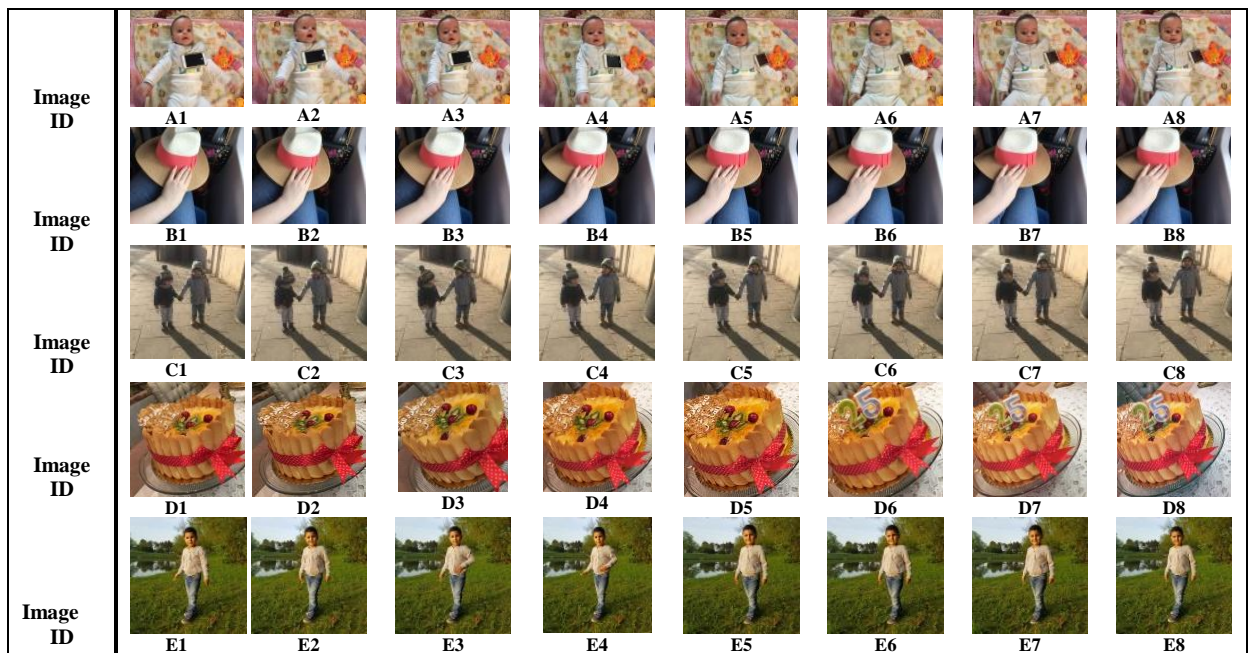 Image ID
A1 A2 A3 A4 A5 A6 A7 A8
Image ID
B1 B2 B3 B4 B5 B6 B7 B8
Image ID
C1 C2 C3 C4 C5 C6 C7 C8
Image ID
D1 D2 D3 D4 D5 D6 D7 D8
Image ID
E1 E2 E3 E4 E5 E6 E7 E8